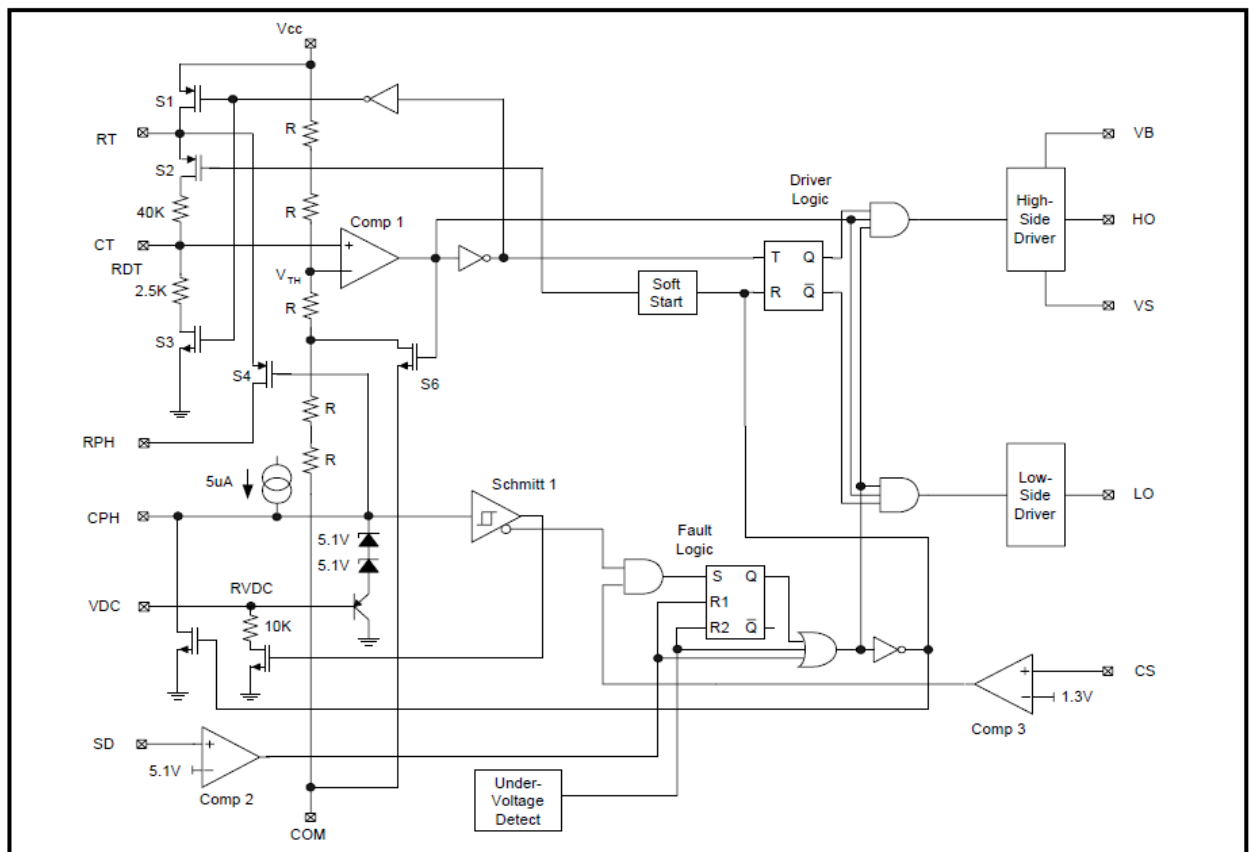 Vcc
S1
R
RT
VB
S2
Driver
Logic
High-
Side
Driver
40K
R
Comp 1
HO
CT
+
T
Q
RDT
VTH
−
Soft
Start
2.5K
R
R
Q
VS
S3
S4
S6
R
RPH
R
5uA
Schmitt 1
Low-
Side
Driver
LO
CPH
5.1V
Fault
Logic
5.1V
S
Q
RVDC
VDC
R1
10K
R2
Q
+
CS
−
1.3V
SD
+
Comp 3
5.1V
−
Under-
Voltage
Detect
Comp 2
COM